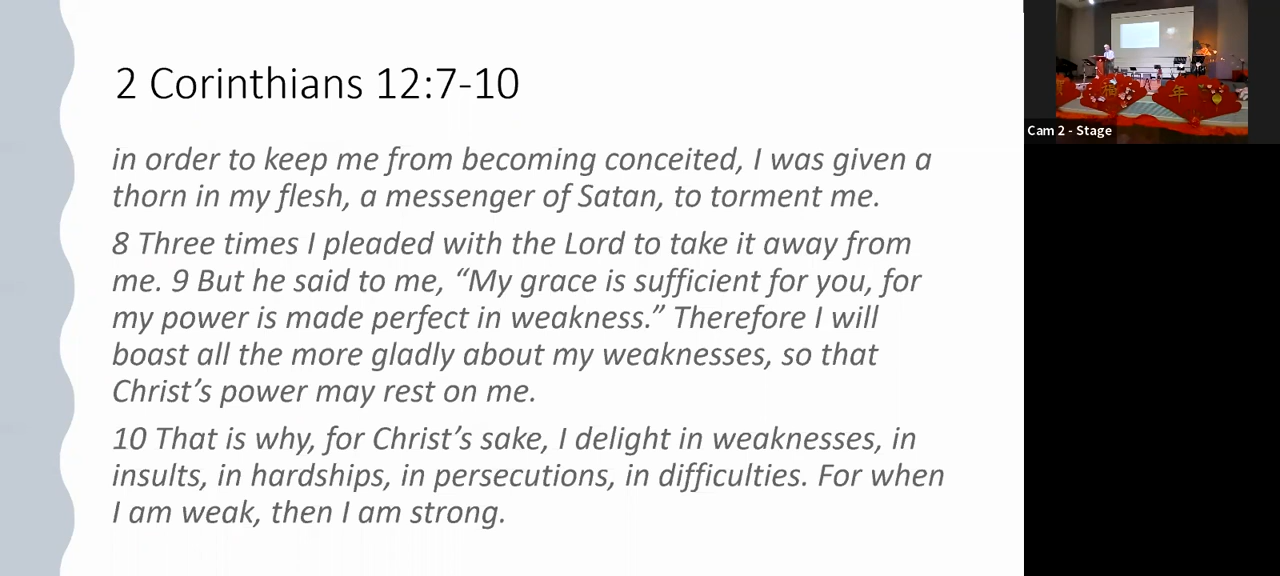 2 Corinthians 12:7-10
in order to keep me from becoming conceited, I was given a
thorn in my flesh, a messenger of Satan, to torment me.
8 Three times I pleaded with the Lord to take it away from
me. 9 But he said to me, “My grace is sufficient for you, for
my power is made perfect in weakness.” Therefore I will
boast all the more gladly about my weaknesses, so that
Christ’s power may rest on me.
10 That is why, for Christ’s sake, I delight in weaknesses, in
insults, in hardships, in persecutions, in difficulties. For when
I am weak, then I am strong.
福 年
Cam 2 - Stage